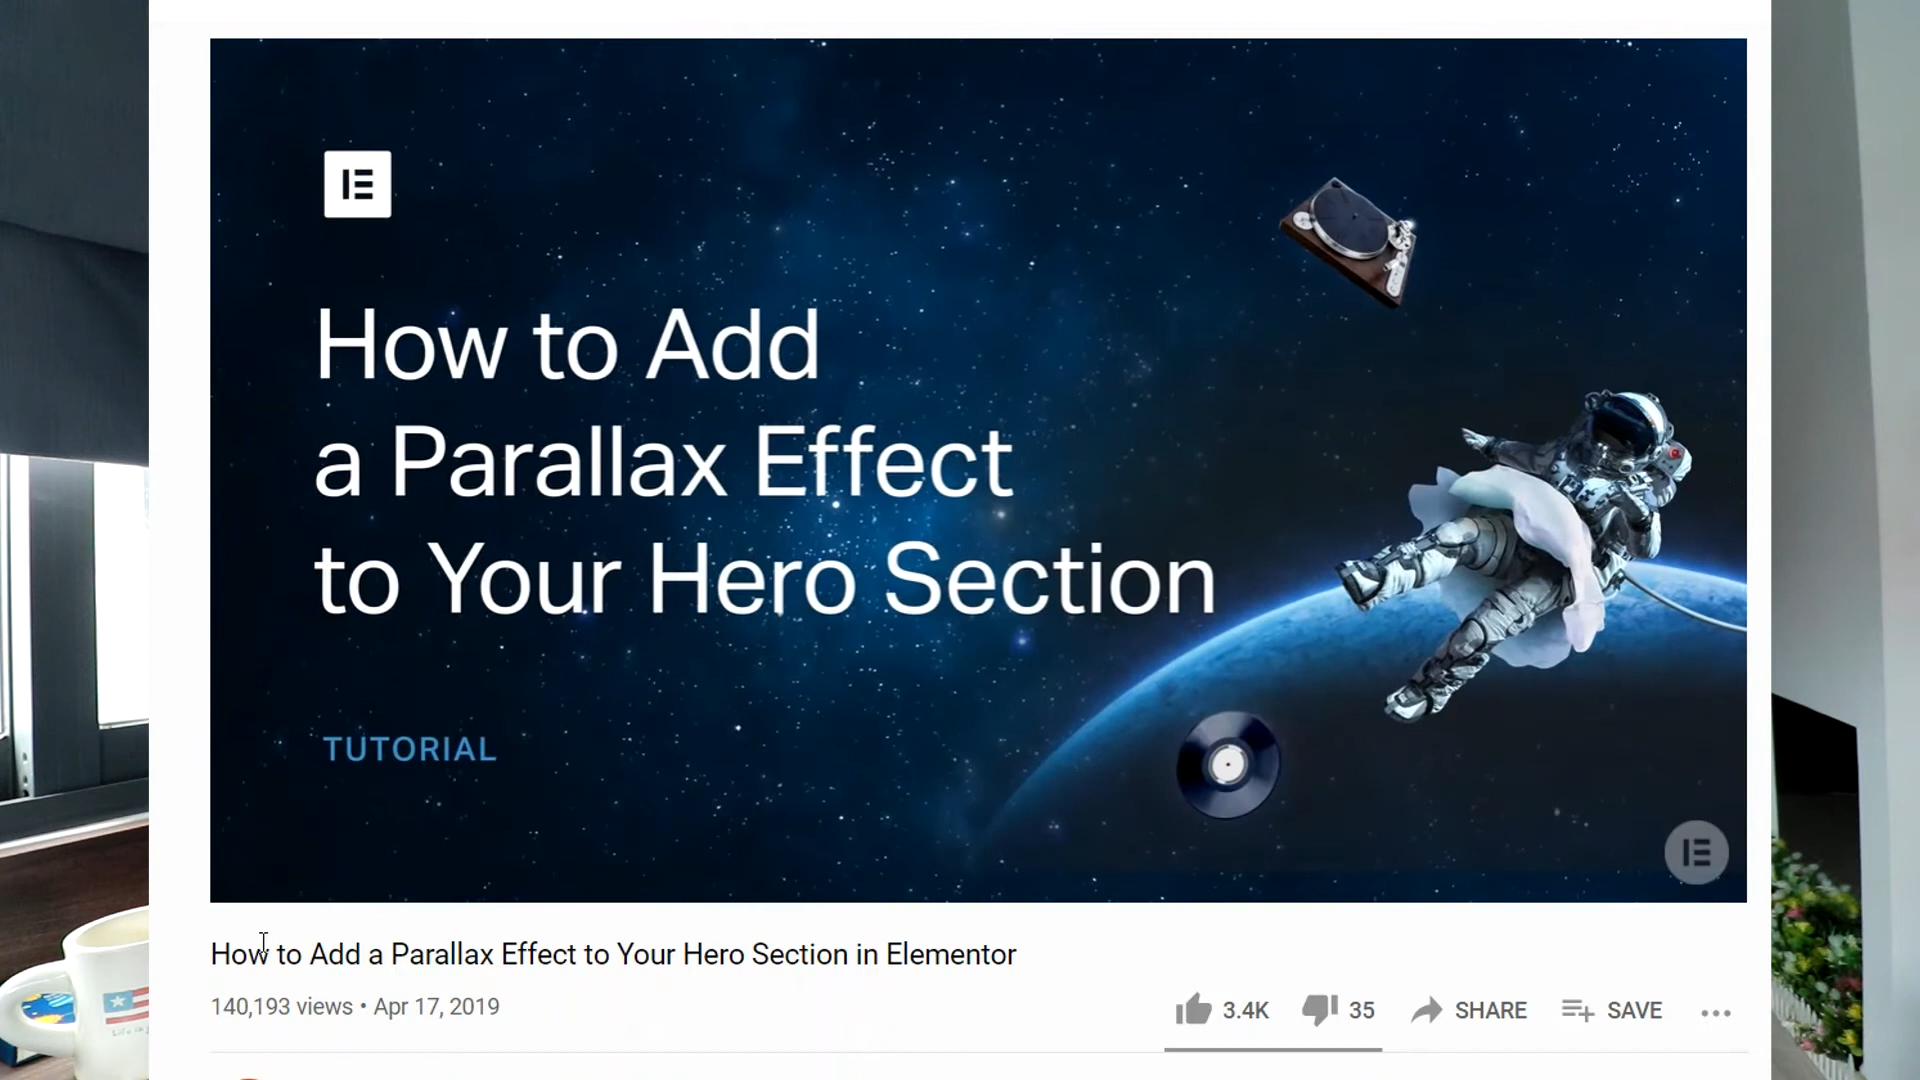 How to Add
a Parallax Effect
to Your Hero Section
TUTORIAL
How to Add a Parallax Effect to Your Hero Section in Elementor
140,193 views • Apr 17, 2019
3.4K 35 SHARE SAVE